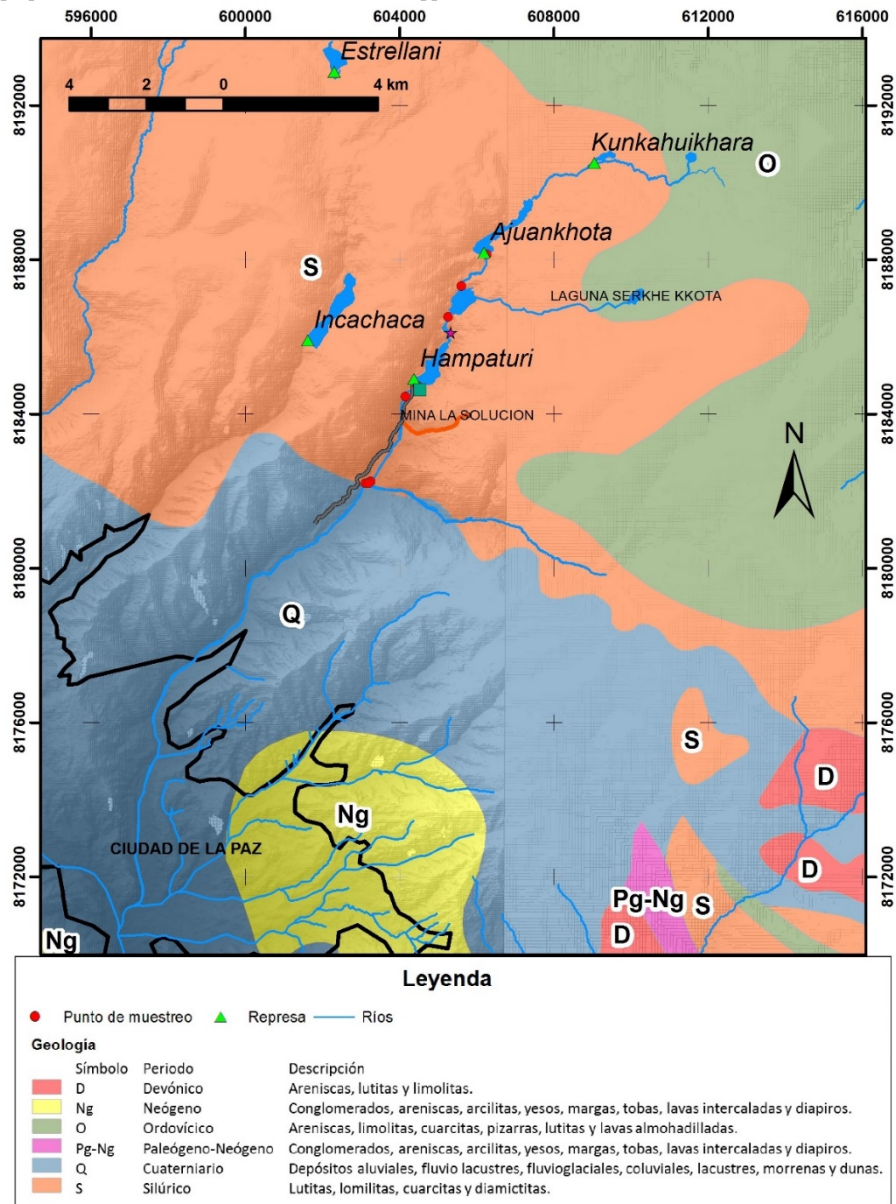 596000 600000 604000 608000 612000 616000
Estrellani
4 2 0 4 km
8192000 8192000
Kunkahuikhara
O
Ajuankhota
8188000 8188000
S
LAGUNA SERKHE KKOTA
Incachaca
Hampaturi
8184000 8184000
MINA LA SOLUCION
N
8180000 8180000
Q
8176000 8176000
S
D
Ng
CIUDAD DE LA PAZ
8172000 8172000
D
Pg-Ng S
D
Ng
Leyenda
Punto de muestreo Represa Ríos
Geología
Símbolo Periodo Descripción
D Devónico Areniscas, lutitas y limolitas.
Ng Neógeno Conglomerados, areniscas, arcilitas, yesos, margas, tobas, lavas intercaladas y diapiros.
O Ordovícico Areniscas, limolitas, cuarcitas, pizarras, lutitas y lavas almohadilladas.
Pg-Ng Paleógeno-Neógeno Conglomerados, areniscas, arcilitas, yesos, margas, tobas, lavas intercaladas y diapiros.
Q Cuaterniario Depósitos aluviales, fluvio lacustres, fluvioglaciales, coluviales, lacustres, morrenas y dunas.
S Silúrico Lutitas, lomilitas, cuarcitas y diamictitas.